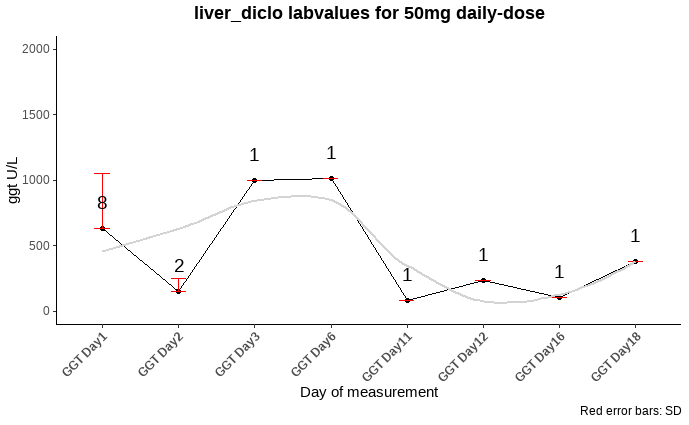 liver_diclo labvalues for 50mg daily-dose
ggt U/L
2000
1500
1000
500
0
8
2
1
1
1
1
1
1
GGT Day1
GGT Day2
GGT Day3
GGT Day6
GGT Day11
GGT Day12
GGT Day16
GGT Day18
Day of measurement
Red error bars: SD